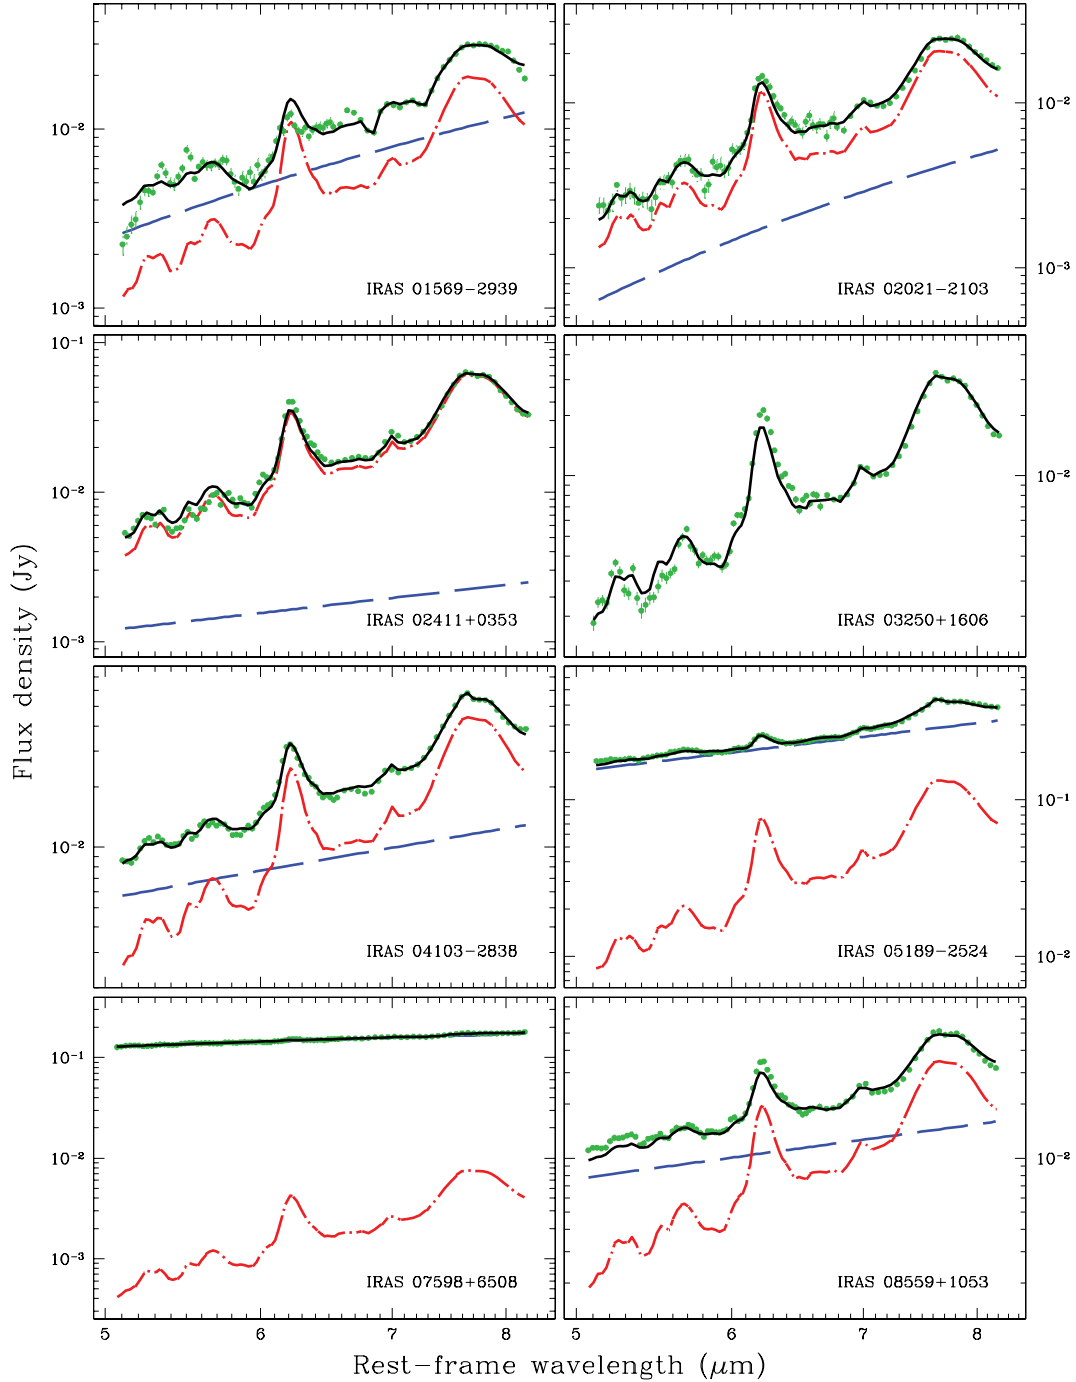 10⁻²
10⁻³
IRAS 01569−2939
10⁻²
10⁻³
IRAS 02021−2103
10⁻¹
10⁻²
10⁻³
IRAS 02411+0353
10⁻²
IRAS 03250+1606
10⁻²
IRAS 04103−2838
10⁻¹
10⁻²
IRAS 05189−2524
10⁻¹
10⁻²
10⁻³
IRAS 07598+6508
10⁻²
IRAS 08559+1053
5 6 7 8
5 6 7 8
Flux density (Jy)
Rest−frame wavelength (μm)